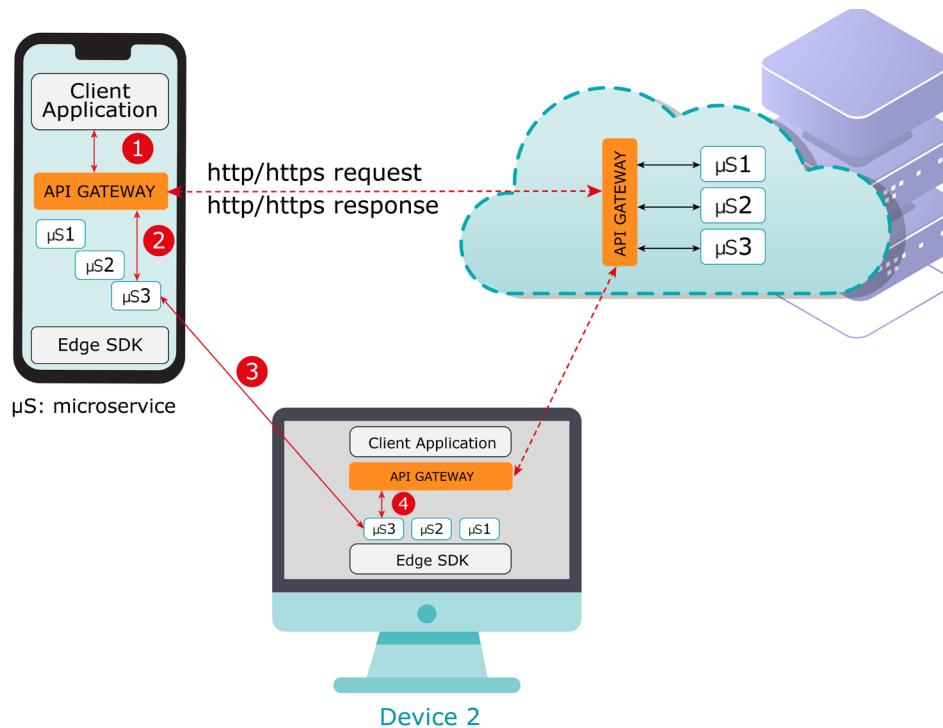 Client
Application
1
API GATEWAY
2
µS1
µS2
µS3
Edge SDK
µS: microservice
http/https request
http/https response
API GATEWAY
µS1
µS2
µS3
3
Client Application
API GATEWAY
4
µS3 µS2 µS1
Edge SDK
Device 2